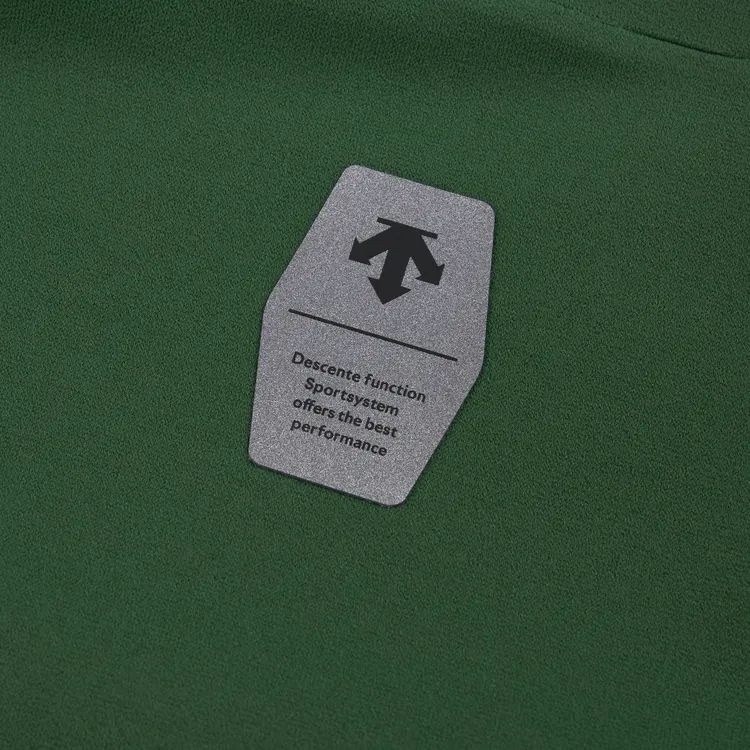 Descente function
Sportsystem
offers the best
performance